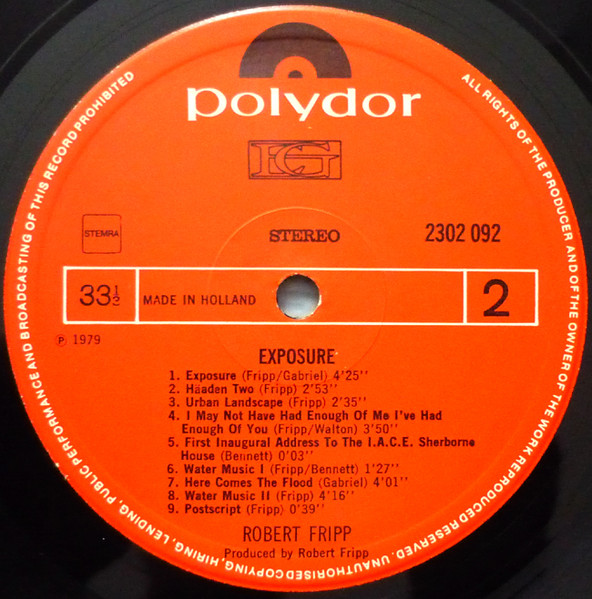 polydor
EG
STEMRA
STEREO
2302 092
33 1/2
MADE IN HOLLAND
2
℗ 1979
EXPOSURE
1. Exposure (Fripp/Gabriel) 4'25''
2. Häaden Two (Fripp) 2'53''
3. Urban Landscape (Fripp) 2'35''
4. I May Not Have Had Enough Of Me I've Had
Enough Of You (Fripp/Walton) 3'50''
5. First Inaugural Address To The I.A.C.E. Sherborne
House (Bennett) 0'03''
6. Water Music I (Fripp/Bennett) 1'27''
7. Here Comes The Flood (Gabriel) 4'01''
8. Water Music II (Fripp) 4'16''
9. Postscript (Fripp) 0'39''
ROBERT FRIPP
Produced by Robert Fripp
ALL RIGHTS OF THE PRODUCER AND OF THE OWNER OF THE WORK REPRODUCED RESERVED. UNAUTHORISED COPYING, HIRING, LENDING, PUBLIC PERFORMANCE AND BROADCASTING OF THIS RECORD PROHIBITED